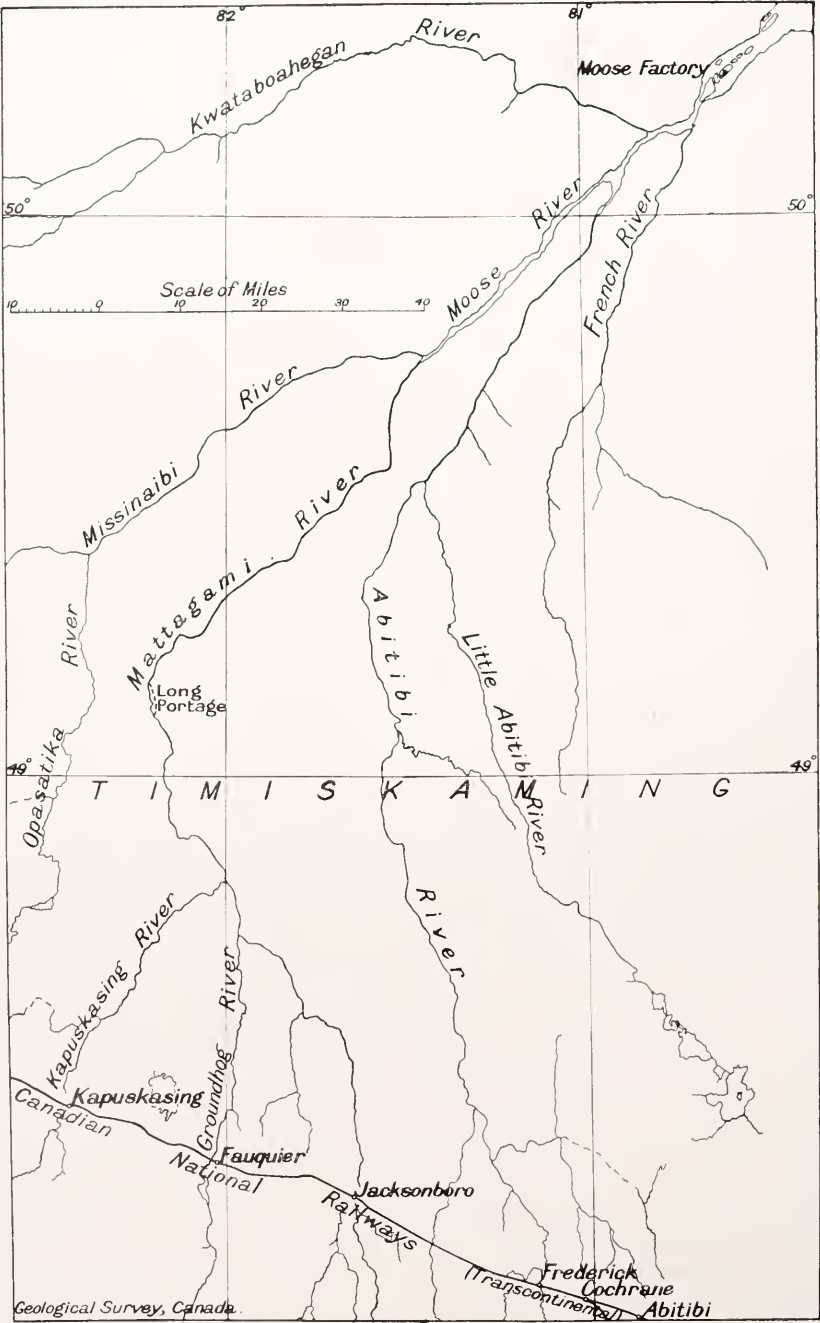 82°
81°
Kwataboahegan River
Moose Factory
50°
50°
Moose River
French River
Scale of Miles
10 0 10 20 30 40
Missinaibi River
Mattagami River
Opasatika River
Long
Portage
Abitibi River
Little Abitibi River
49°
49°
TIMISKAMING
Kapuskasing River
Groundhog River
Kapuskasing
Fauquier
Jacksonboro
Canadian National Railways
(Transcontinental)
Frederick
Cochrane
Abitibi
Geological Survey, Canada.